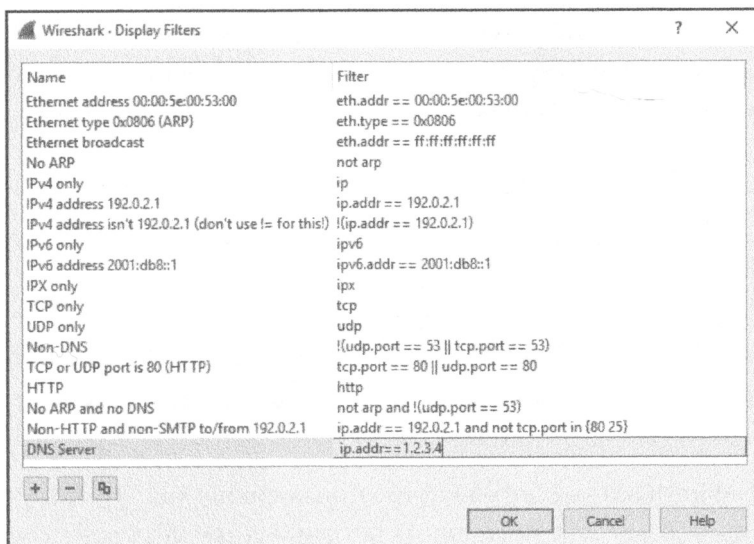 Wireshark · Display Filters ? ×
Name Filter
Ethernet address 00:00:5e:00:53:00 eth.addr == 00:00:5e:00:53:00
Ethernet type 0x0806 (ARP) eth.type == 0x0806
Ethernet broadcast eth.addr == ff:ff:ff:ff:ff:ff
No ARP not arp
IPv4 only ip
IPv4 address 192.0.2.1 ip.addr == 192.0.2.1
IPv4 address isn't 192.0.2.1 (don't use != for this!) !(ip.addr == 192.0.2.1)
IPv6 only ipv6
IPv6 address 2001:db8::1 ipv6.addr == 2001:db8::1
IPX only ipx
TCP only tcp
UDP only udp
Non-DNS !(udp.port == 53 || tcp.port == 53)
TCP or UDP port is 80 (HTTP) tcp.port == 80 || udp.port == 80
HTTP http
No ARP and no DNS not arp and !(udp.port == 53)
Non-HTTP and non-SMTP to/from 192.0.2.1 ip.addr == 192.0.2.1 and not tcp.port in {80 25}
DNS Server ip.addr==1.2.3.4
+ −
OK Cancel Help